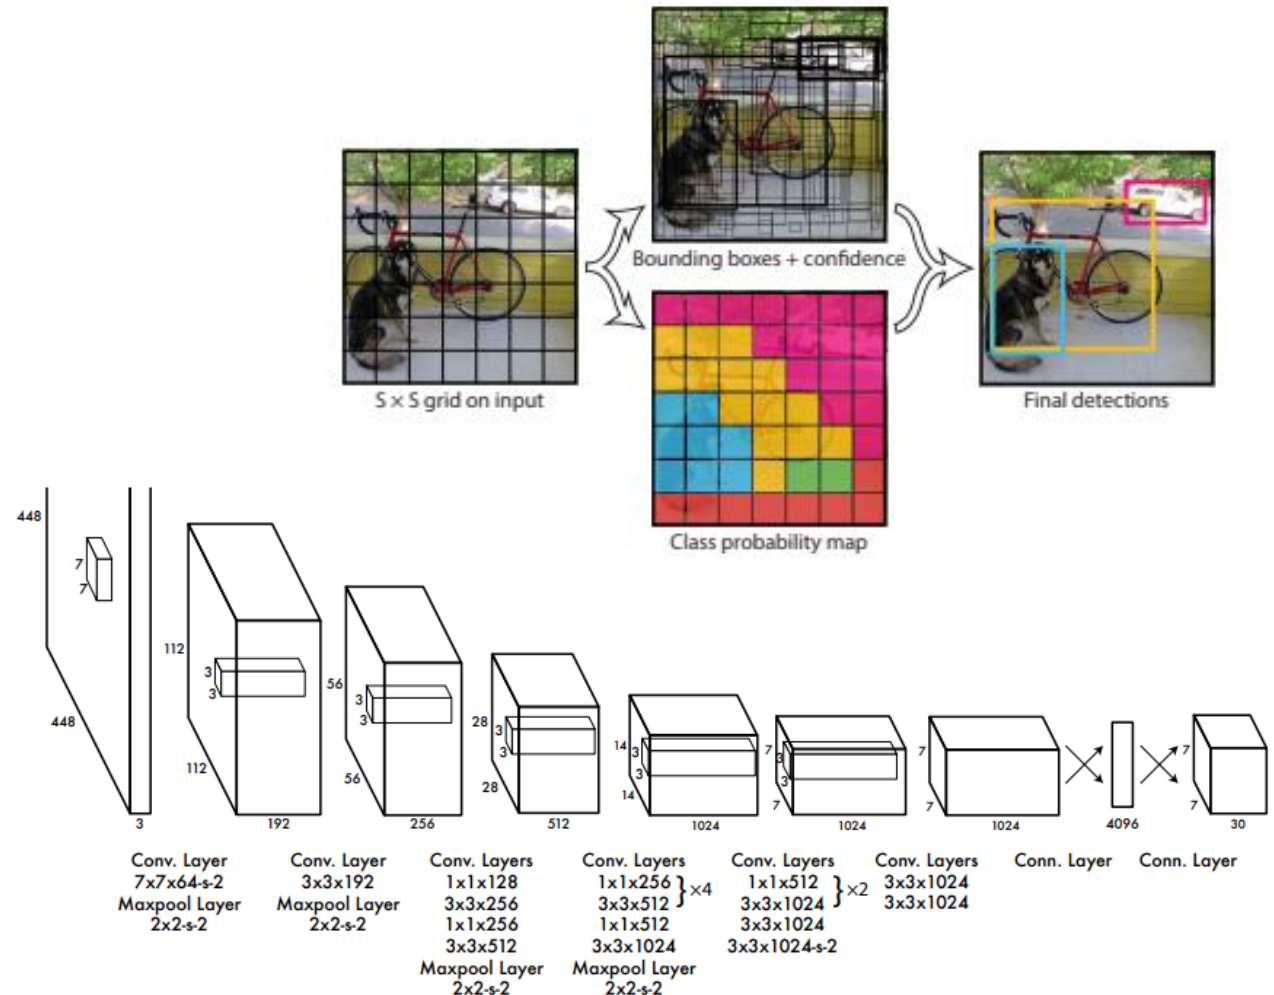 Bounding boxes + confidence
S × S grid on input
Final detections
Class probability map
448
7
7
448
3
112
3
3
112
192
56
3
3
56
256
28
3
3
28
512
14
3
3
14
1024
7
3
3
7
1024
7
7
1024
4096
7
7
30
Conv. Layer
7x7x64-s-2
Maxpool Layer
2x2-s-2
Conv. Layer
3x3x192
Maxpool Layer
2x2-s-2
Conv. Layers
1x1x128
3x3x256
1x1x256
3x3x512
Maxpool Layer
2x2-s-2
Conv. Layers
1x1x256
3x3x512
}×4
1x1x512
3x3x1024
Maxpool Layer
2x2-s-2
Conv. Layers
1x1x512
3x3x1024
}×2
3x3x1024
3x3x1024-s-2
Conv. Layers
3x3x1024
3x3x1024
Conn. Layer
Conn. Layer